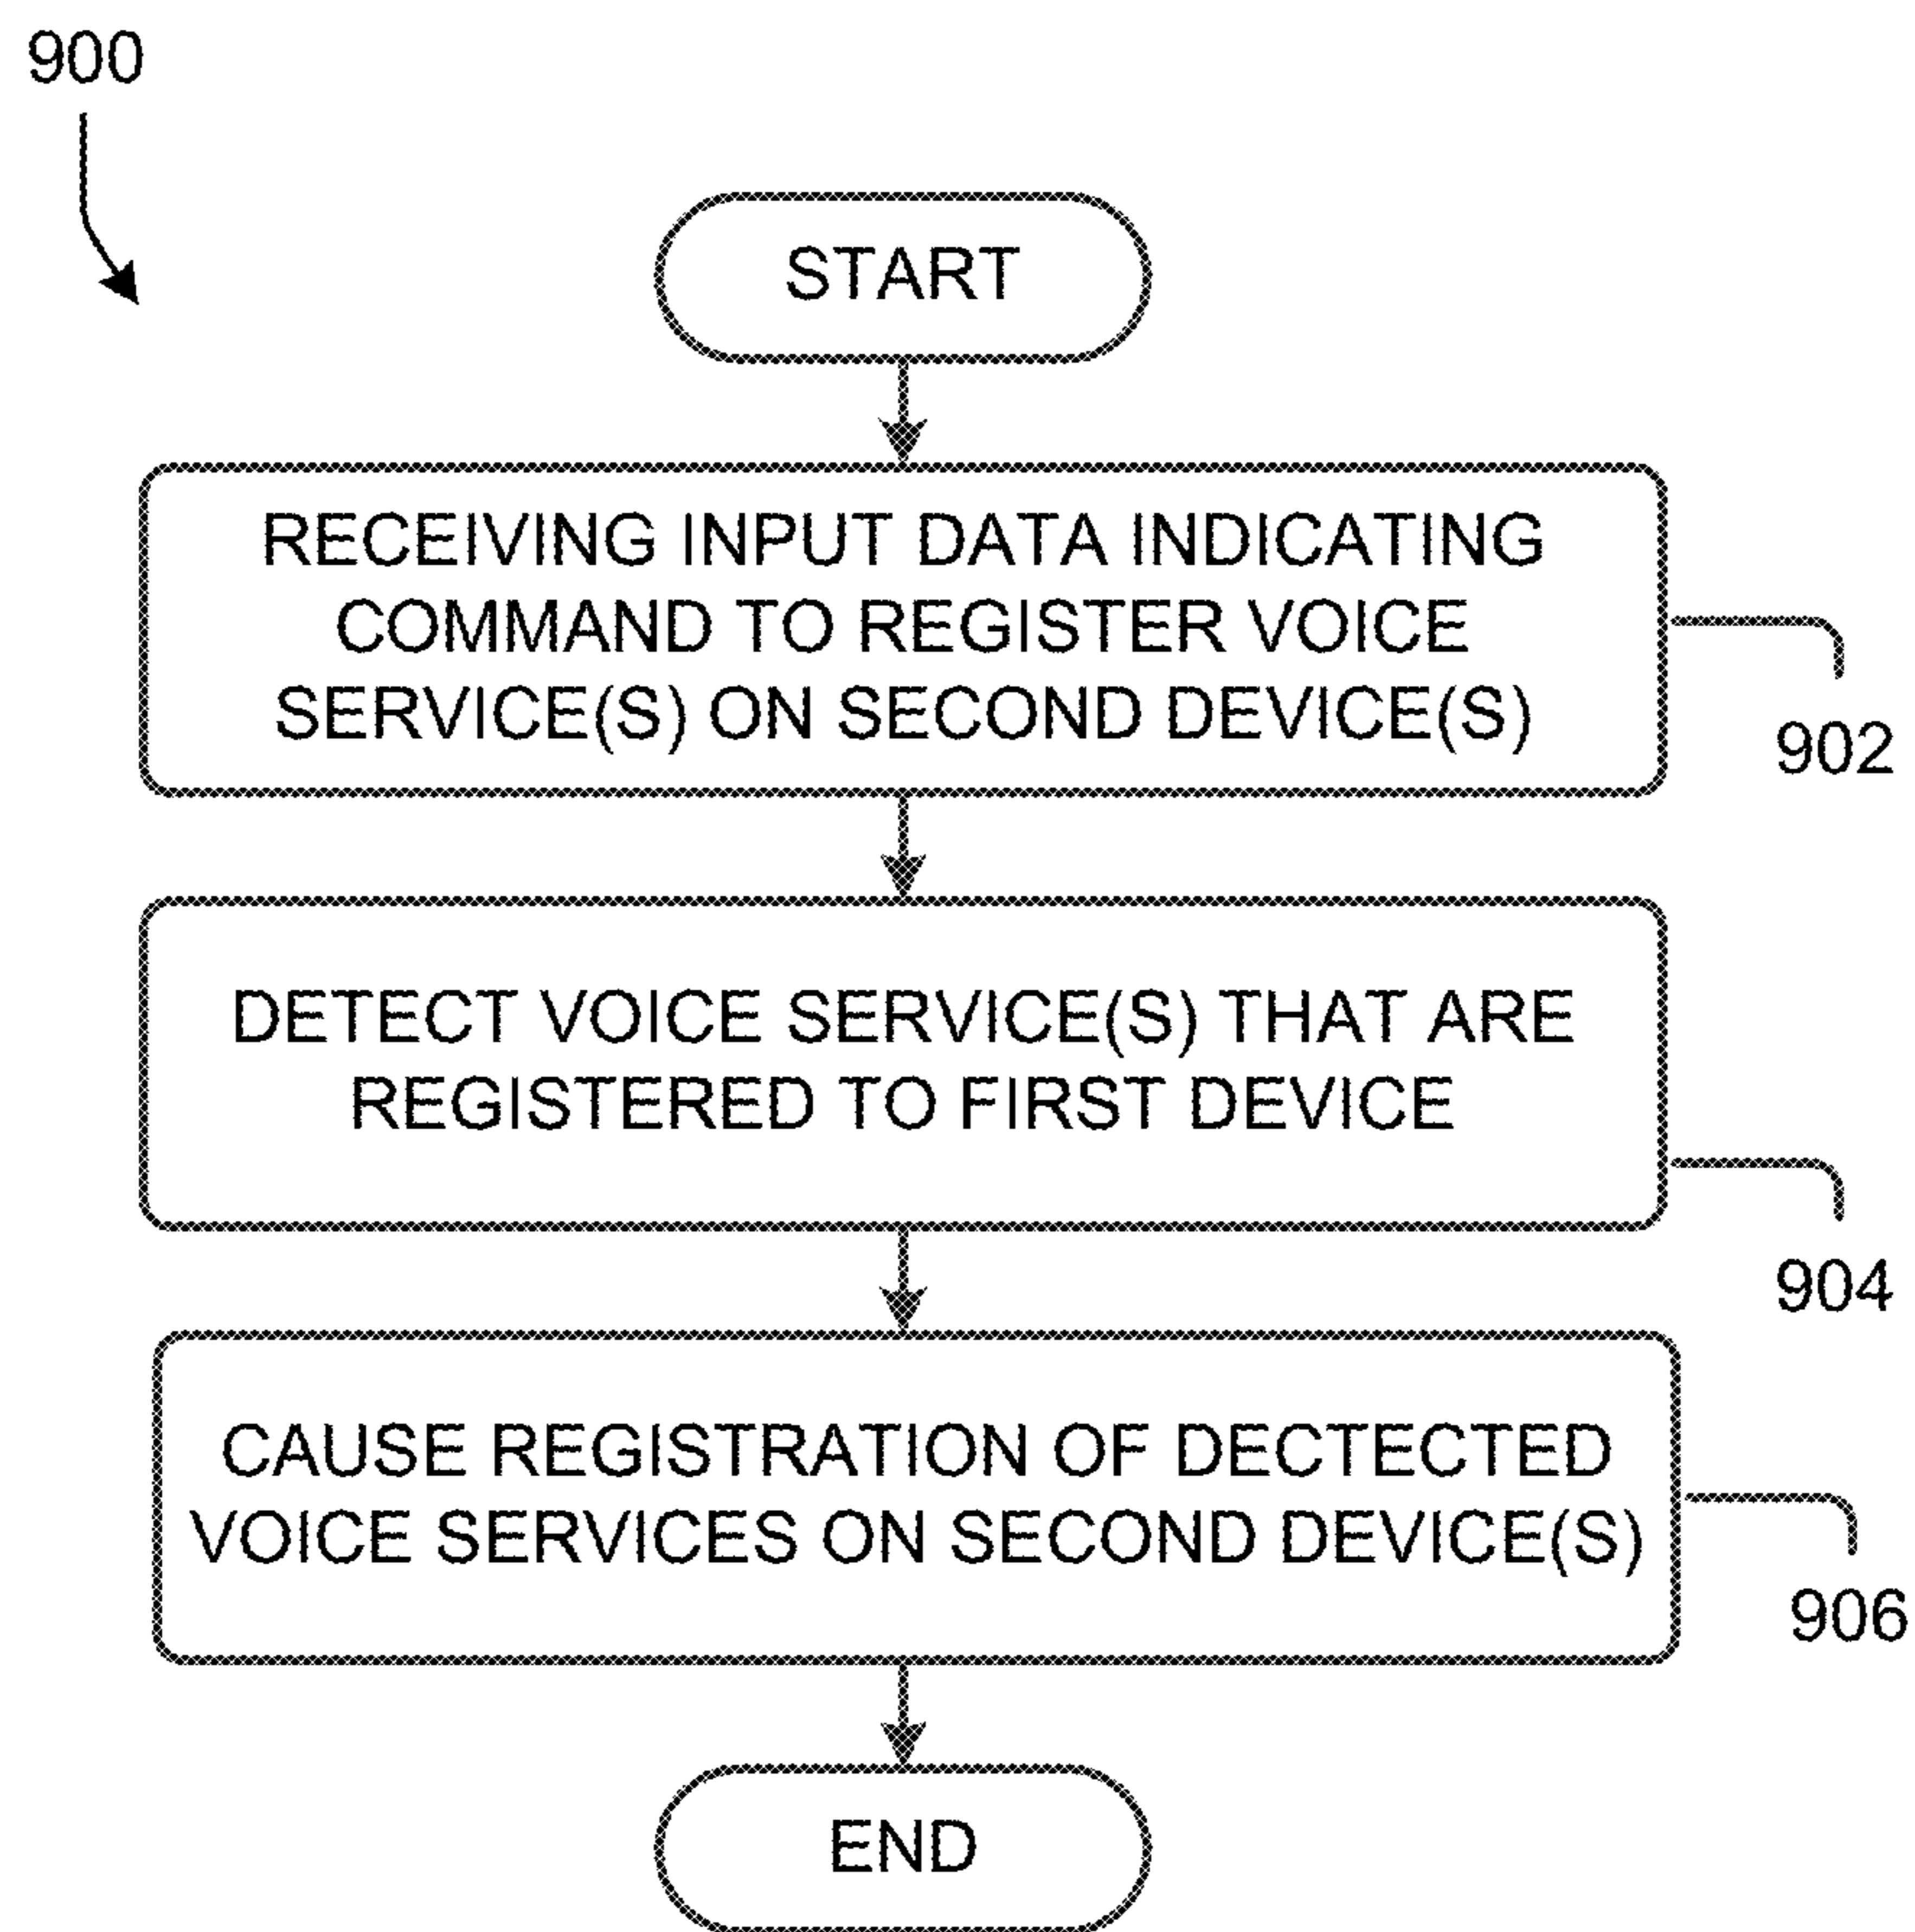 900
START
RECEIVING INPUT DATA INDICATING
COMMAND TO REGISTER VOICE
SERVICE(S) ON SECOND DEVICE(S)
902
DETECT VOICE SERVICE(S) THAT ARE
REGISTERED TO FIRST DEVICE
904
CAUSE REGISTRATION OF DECTECTED
VOICE SERVICES ON SECOND DEVICE(S)
906
END